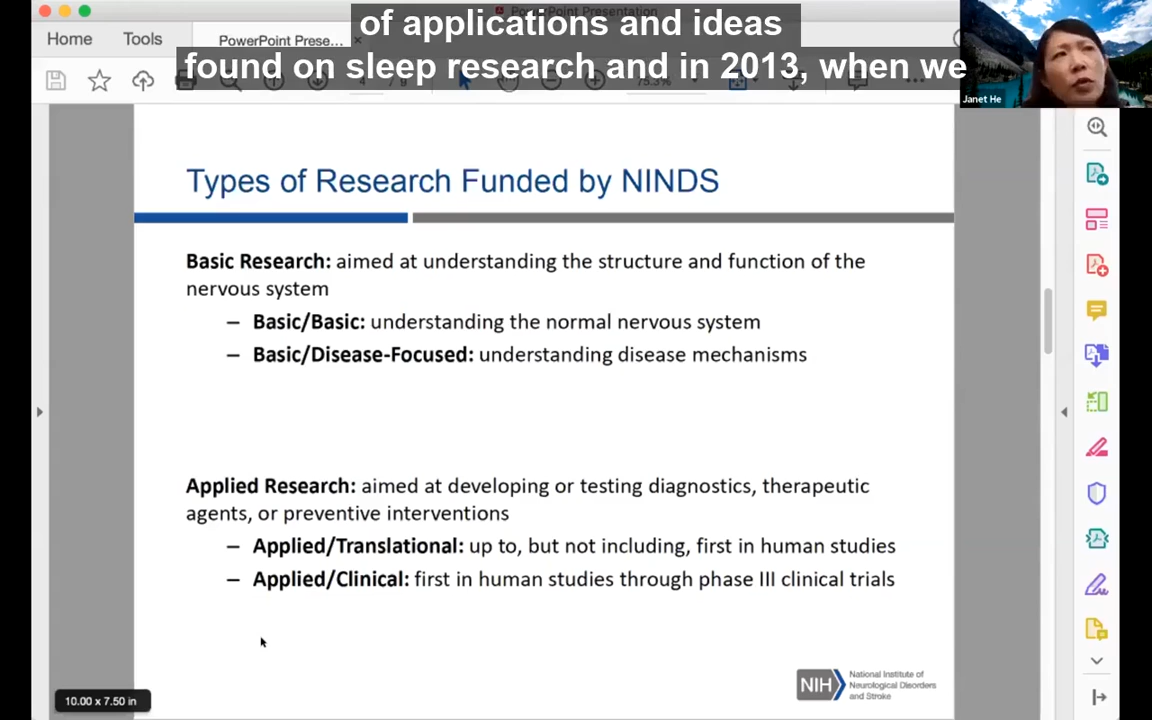 of applications and ideas
found on sleep research and in 2013, when we
PowerPoint Presentation
Home
Tools
PowerPoint Prese...
75.3%
Janet He
Types of Research Funded by NINDS
Basic Research: aimed at understanding the structure and function of the
nervous system
– Basic/Basic: understanding the normal nervous system
– Basic/Disease-Focused: understanding disease mechanisms
Applied Research: aimed at developing or testing diagnostics, therapeutic
agents, or preventive interventions
– Applied/Translational: up to, but not including, first in human studies
– Applied/Clinical: first in human studies through phase III clinical trials
NIH
National Institute of
Neurological Disorders
and Stroke
10.00 x 7.50 in